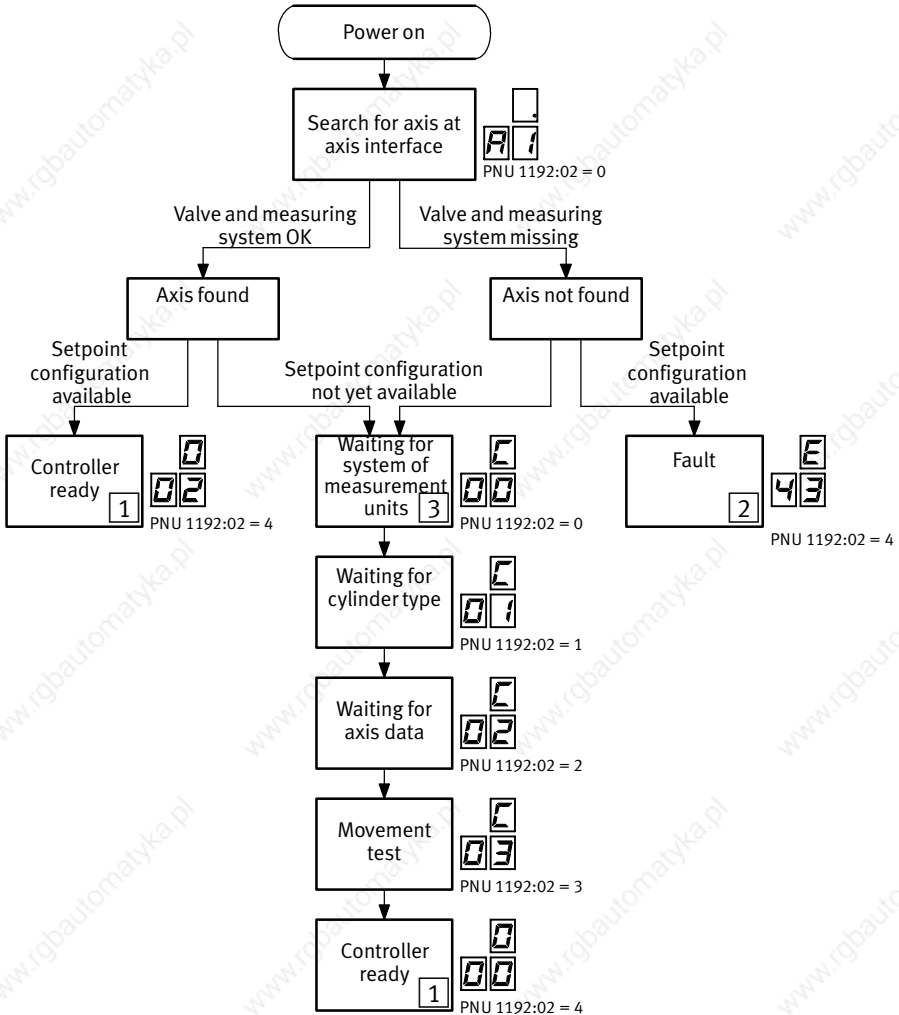 Power on
Search for axis at
axis interface
.
A1
PNU 1192:02 = 0
Valve and measuring
system OK
Valve and measuring
system missing
Axis found
Axis not found
Setpoint
configuration
available
Setpoint configuration
not yet available
Setpoint
configuration
available
Controller
ready
1
0
02
PNU 1192:02 = 4
Waiting for
system of
measurement
units
3
C
00
PNU 1192:02 = 0
Fault
2
E
43
PNU 1192:02 = 4
Waiting for
cylinder type
C
01
PNU 1192:02 = 1
Waiting for
axis data
C
02
PNU 1192:02 = 2
Movement
test
C
03
PNU 1192:02 = 3
Controller
ready
1
0
00
PNU 1192:02 = 4
www.rgbautomatyka.pl